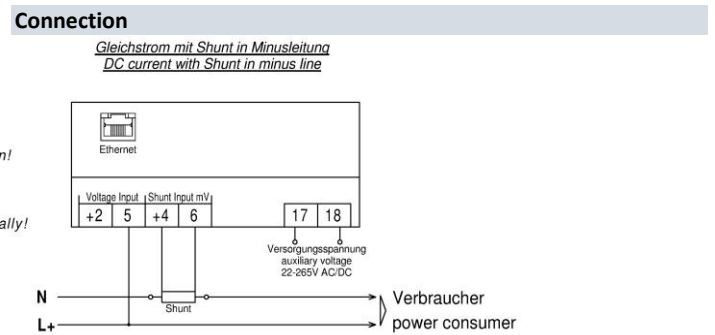 Connection
Gleichstrom mit Shunt in Minusleitung
DC current with Shunt in minus line
Ethernet
n!
Voltage Input Shunt Input mV
ally!
+2 5 +4 6 17 18
Versorgungsspannung
auxiliary voltage
22-265V AC/DC
N Verbraucher
Shunt
L+ power consumer